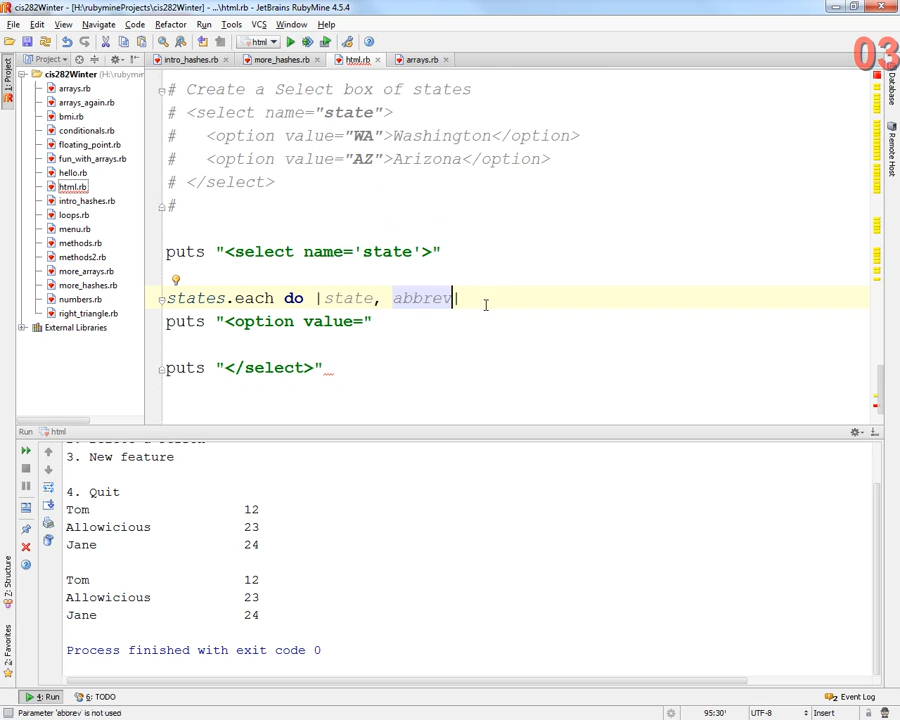 cis282Winter - [H:\rubymineProjects\cis282Winter] - ...\html.rb - JetBrains RubyMine 4.5.4
File Edit View Navigate Code Refactor Run Tools VCS Window Help
html
03
Project
intro_hashes.rb more_hashes.rb html.rb arrays.rb
1: Project
Database
Remote Host
cis282Winter (H:\rubymin
arrays.rb
arrays_again.rb
bmi.rb
conditionals.rb
floating_point.rb
fun_with_arrays.rb
hello.rb
html.rb
intro_hashes.rb
loops.rb
menu.rb
methods.rb
methods2.rb
more_arrays.rb
more_hashes.rb
numbers.rb
right_triangle.rb
External Libraries
# Create a Select box of states
# <select name="state">
#   <option value="WA">Washington</option>
#   <option value="AZ">Arizona</option>
# </select>
#
puts "<select name='state'>"
states.each do |state, abbrev|
puts "<option value="
puts "</select>"
Run html
3. New feature
4. Quit
Tom 12
Allowicious 23
Jane 24
Tom 12
Allowicious 23
Jane 24
Process finished with exit code 0
Z: Structure
2: Favorites
4: Run 6: TODO Event Log
Parameter 'abbrev' is not used 95:30 UTF-8 Insert